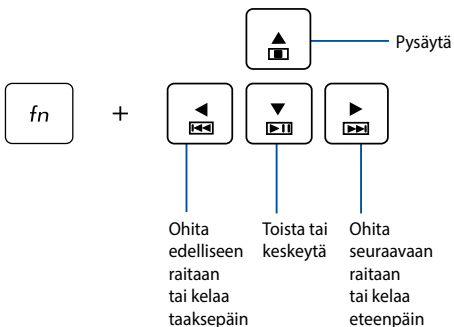 Pysäytä
fn +
Ohita
edelliseen
raitaan
tai kelaa
taaksepäin
Toista tai
keskeytä
Ohita
seuraavaan
raitaan
tai kelaa
eteenpäin